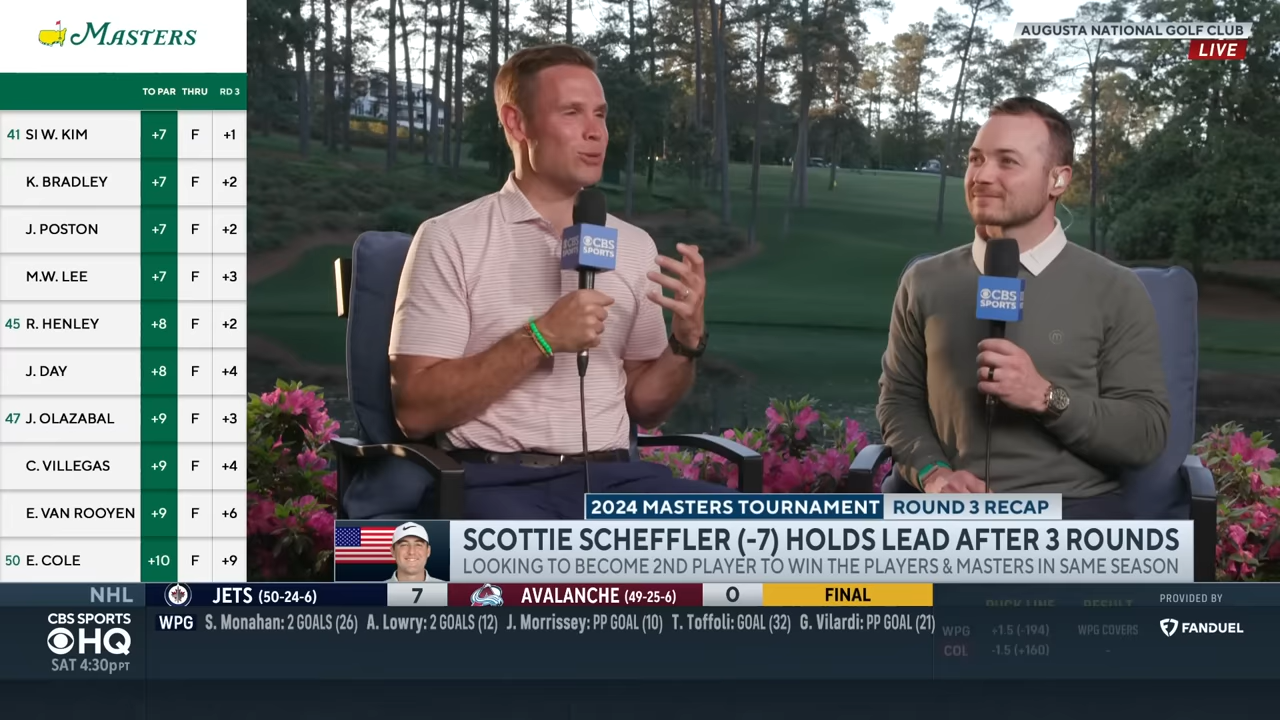 MASTERS
TO PAR THRU RD 3
41 SI W. KIM +7 F +1
K. BRADLEY +7 F +2
J. POSTON +7 F +2
M.W. LEE +7 F +3
45 R. HENLEY +8 F +2
J. DAY +8 F +4
47 J. OLAZABAL +9 F +3
C. VILLEGAS +9 F +4
E. VAN ROOYEN +9 F +6
50 E. COLE +10 F +9
AUGUSTA NATIONAL GOLF CLUB
LIVE
CBS SPORTS
CBS SPORTS
2024 MASTERS TOURNAMENT ROUND 3 RECAP
SCOTTIE SCHEFFLER (-7) HOLDS LEAD AFTER 3 ROUNDS
LOOKING TO BECOME 2ND PLAYER TO WIN THE PLAYERS & MASTERS IN SAME SEASON
NHL JETS (50-24-6) 7 AVALANCHE (49-25-6) 0 FINAL
WPG S. Monahan: 2 GOALS (26) A. Lowry: 2 GOALS (12) J. Morrissey: PP GOAL (10) T. Toffoli: GOAL (32) G. Vilardi: PP GOAL (21)
CBS SPORTS
HQ
SAT 4:30P PT
PUCK LINE RESULT
WPG +1.5 (-194) WPG COVERS
COL -1.5 (+160) -
PROVIDED BY
FANDUEL